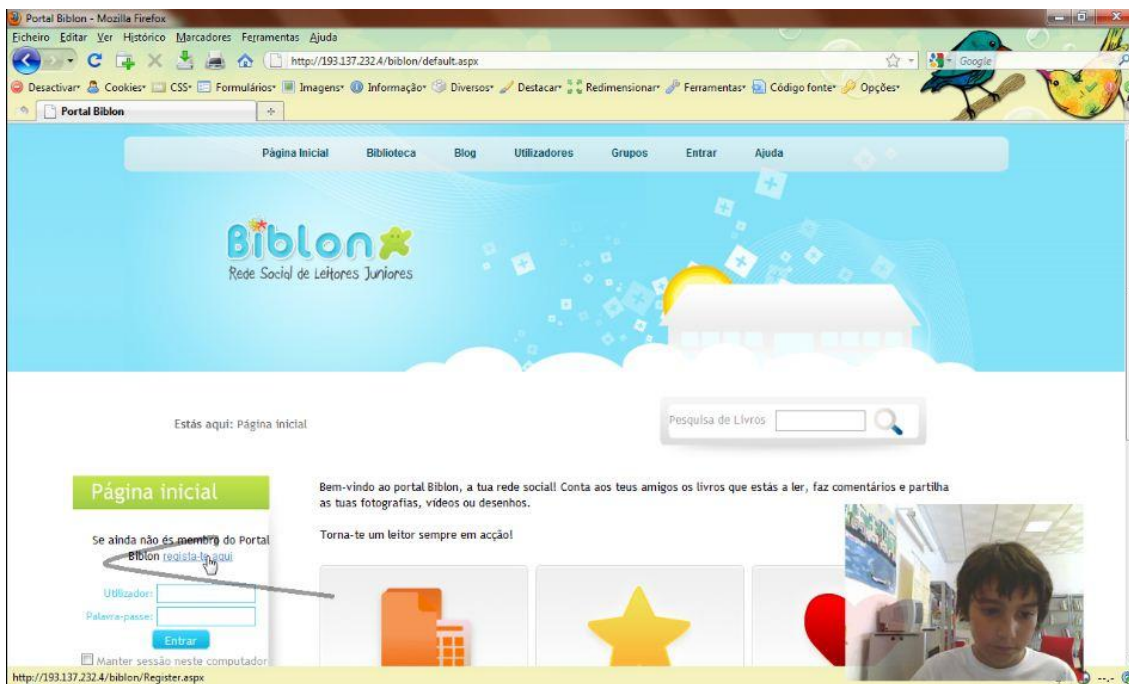 Portal Biblon - Mozilla Firefox
Ficheiro Editar Ver Histórico Marcadores Ferramentas Ajuda
http://193.137.232.4/biblon/default.aspx
Google
Desactivar Cookies CSS Formulários Imagens Informação Diversos Destacar Redimensionar Ferramentas Código fonte Opções
Portal Biblon
Página Inicial Biblioteca Blog Utilizadores Grupos Entrar Ajuda
Biblon
Rede Social de Leitores Juniores
Estás aqui: Página inicial
Pesquisa de Livros
Página inicial
Se ainda não és membro do Portal
Biblon regista-te aqui
Utilizador:
Palavra-passe:
Entrar
Manter sessão neste computador
Bem-vindo ao portal Biblon, a tua rede social! Conta aos teus amigos os livros que estás a ler, faz comentários e partilha
as tuas fotografias, vídeos ou desenhos.
Torna-te um leitor sempre em acção!
http://193.137.232.4/biblon/Register.aspx